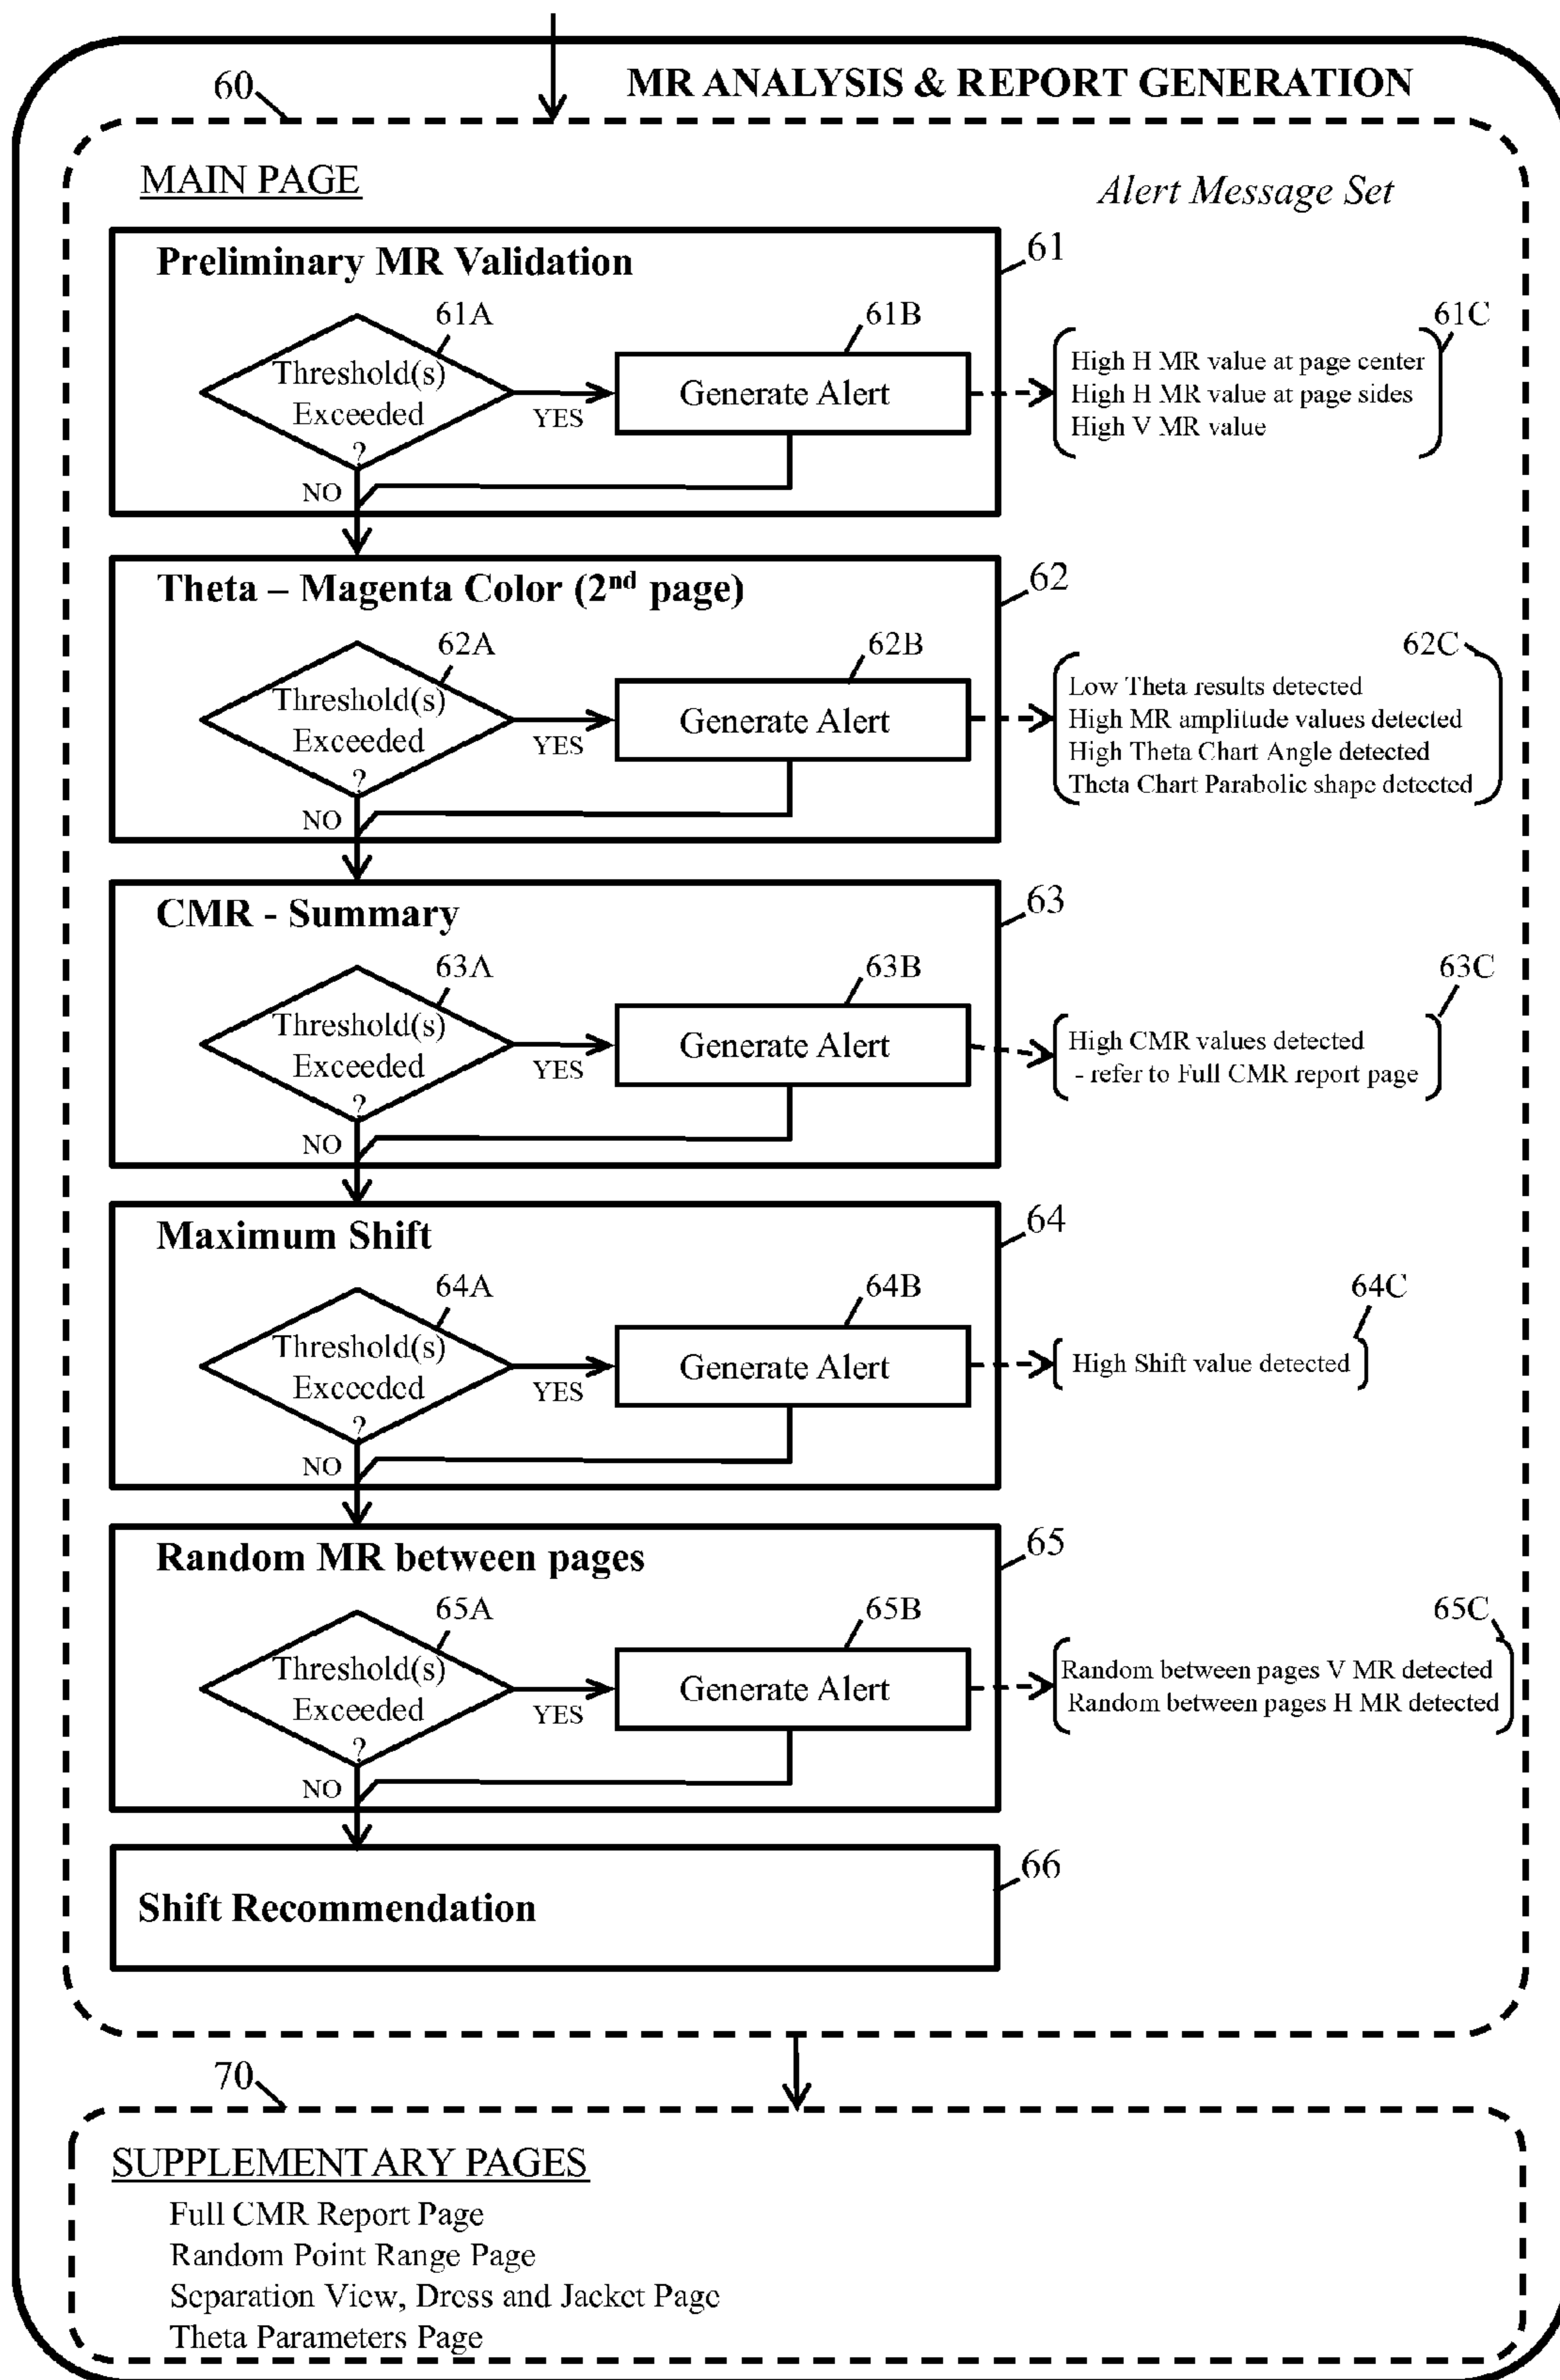 MR ANALYSIS & REPORT GENERATION
60
MAIN PAGE
Alert Message Set
Preliminary MR Validation
61
61A
61B
61C
Threshold(s)
Exceeded
?
YES
NO
Generate Alert
High H MR value at page center
High H MR value at page sides
High V MR value
Theta – Magenta Color (2nd page)
62
62A
62B
62C
Threshold(s)
Exceeded
?
YES
NO
Generate Alert
Low Theta results detected
High MR amplitude values detected
High Theta Chart Angle detected
Theta Chart Parabolic shape detected
CMR - Summary
63
63A
63B
63C
Threshold(s)
Exceeded
?
YES
NO
Generate Alert
High CMR values detected
- refer to Full CMR report page
Maximum Shift
64
64A
64B
64C
Threshold(s)
Exceeded
?
YES
NO
Generate Alert
High Shift value detected
Random MR between pages
65
65A
65B
65C
Threshold(s)
Exceeded
?
YES
NO
Generate Alert
Random between pages V MR detected
Random between pages H MR detected
Shift Recommendation
66
70
SUPPLEMENTARY PAGES
Full CMR Report Page
Random Point Range Page
Separation View, Dress and Jacket Page
Theta Parameters Page